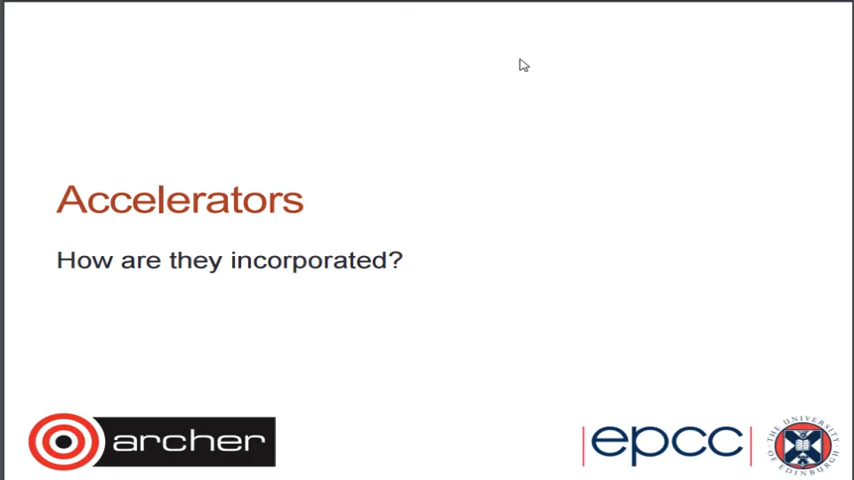 Accelerators
How are they incorporated?
archer
epcc
THE UNIVERSITY
OF EDINBURGH